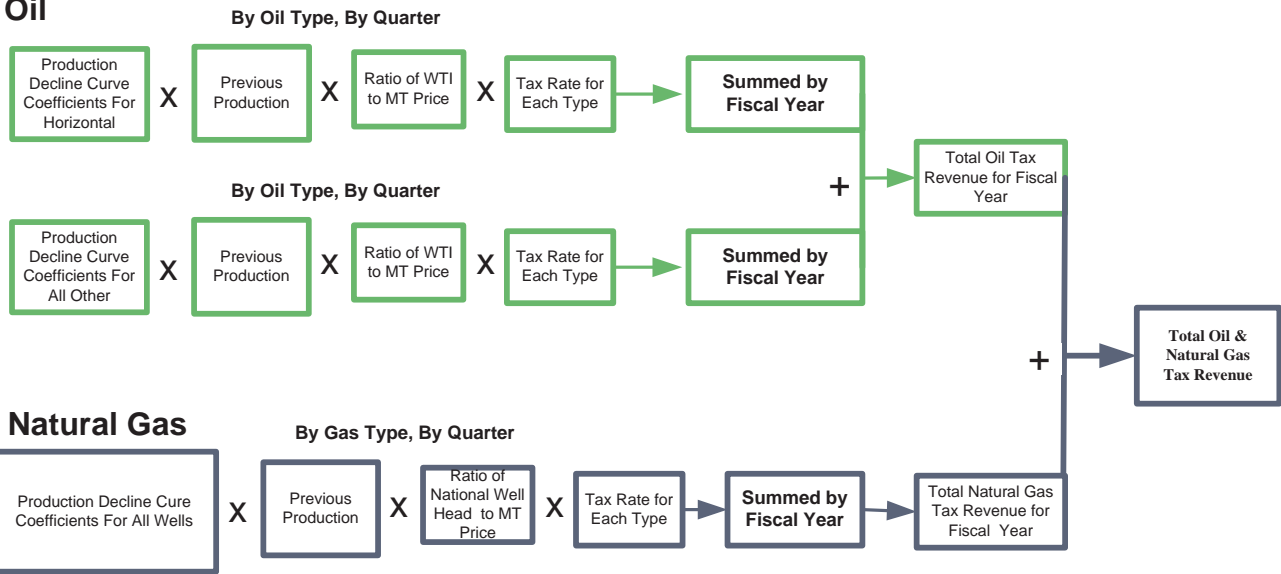 Oil
By Oil Type, By Quarter
Production
Decline Curve
Coefficients For
Horizontal
X
Previous
Production
X
Ratio of WTI
to MT Price
X
Tax Rate for
Each Type
Summed by
Fiscal Year
By Oil Type, By Quarter
Production
Decline Curve
Coefficients For
All Other
X
Previous
Production
X
Ratio of WTI
to MT Price
X
Tax Rate for
Each Type
Summed by
Fiscal Year
+
Total Oil Tax
Revenue for Fiscal
Year
+
Total Oil &
Natural Gas
Tax Revenue
Natural Gas
By Gas Type, By Quarter
Production Decline Cure
Coefficients For All Wells
X
Previous
Production
X
Ratio of
National Well
Head to MT
Price
X
Tax Rate for
Each Type
Summed by
Fiscal Year
Total Natural Gas
Tax Revenue for
Fiscal Year